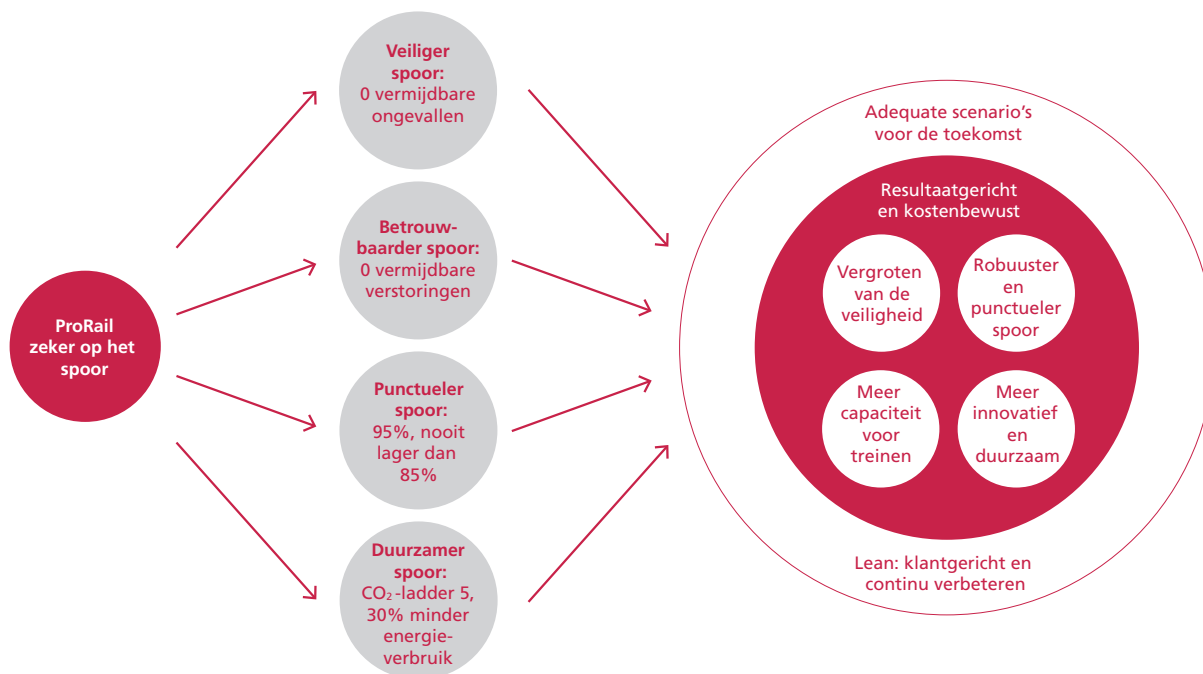 ProRail
zeker op het
spoor
Veiliger
spoor:
0 vermijdbare
ongevallen
Betrouw-
baarder spoor:
0 vermijdbare
verstoringen
Punctueler
spoor:
95%, nooit
lager dan
85%
Duurzamer
spoor:
CO₂-ladder 5,
30% minder
energie-
verbruik
Adequate scenario’s
voor de toekomst
Resultaatgericht
en kostenbewust
Vergroten
van de
veiligheid
Robuuster
en
punctueler
spoor
Meer
capaciteit
voor
treinen
Meer
innovatief
en
duurzaam
Lean: klantgericht en
continu verbeteren